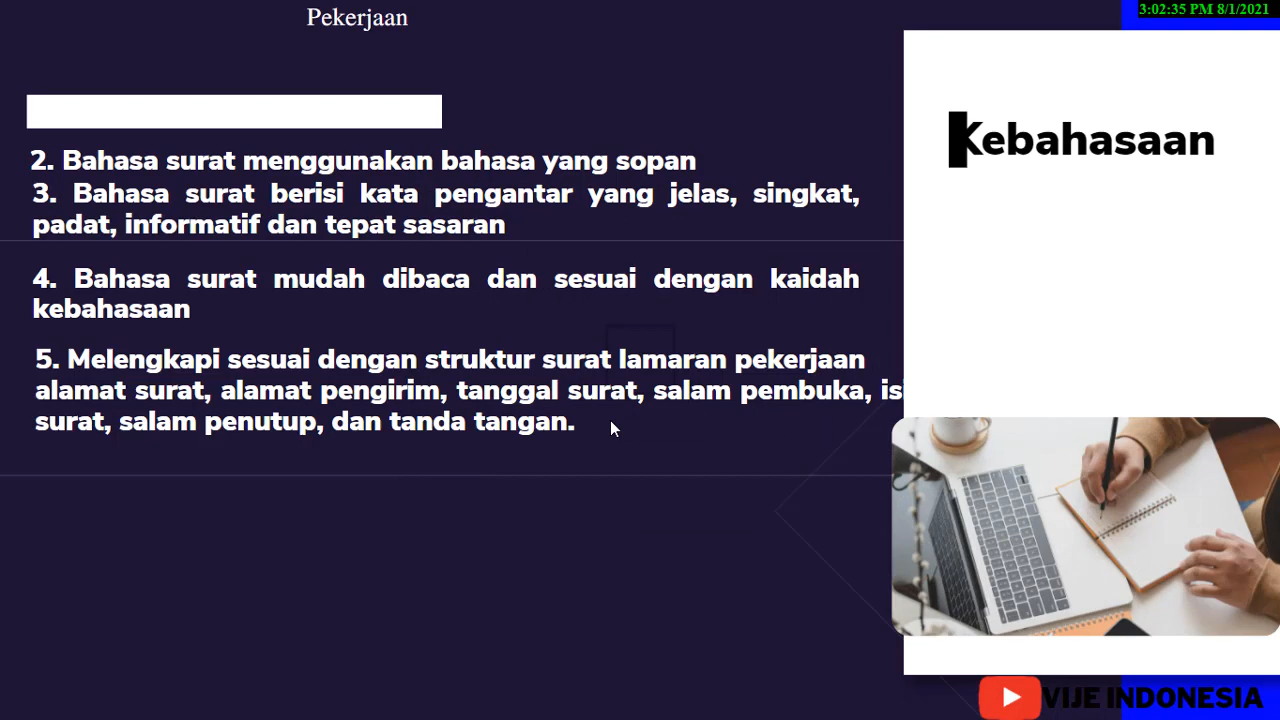 Pekerjaan
3:02:35 PM 8/1/2021
Kebahasaan
2. Bahasa surat menggunakan bahasa yang sopan
3. Bahasa surat berisi kata pengantar yang jelas, singkat,
padat, informatif dan tepat sasaran
4. Bahasa surat mudah dibaca dan sesuai dengan kaidah
kebahasaan
5. Melengkapi sesuai dengan struktur surat lamaran pekerjaan
alamat surat, alamat pengirim, tanggal surat, salam pembuka, isi
surat, salam penutup, dan tanda tangan.
VIJE INDONESIA